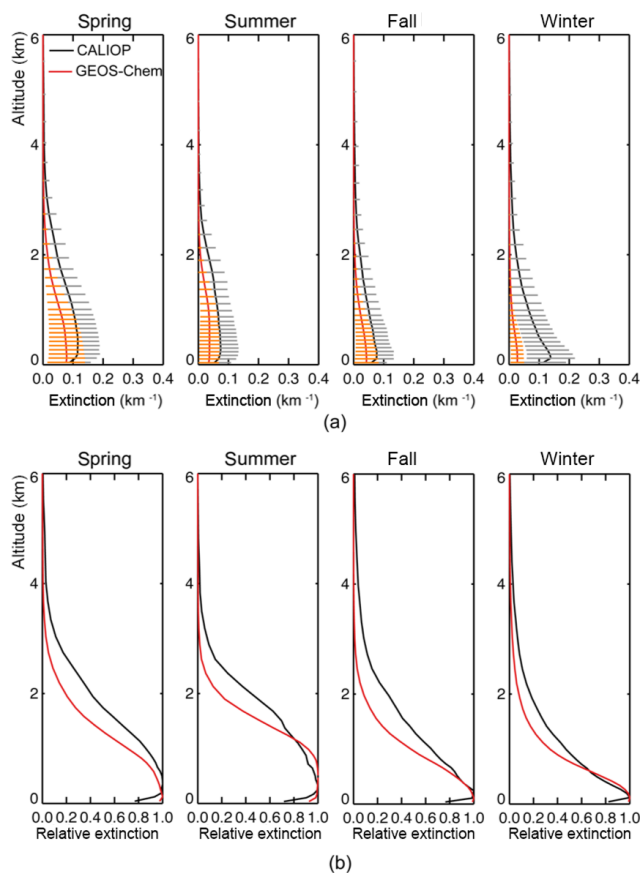 Spring Summer Fall Winter
6 6 6 6
CALIOP
GEOS-Chem
Altitude (km)
4 4 4 4
2 2 2 2
0 0 0 0
0.0 0.1 0.2 0.3 0.4 0.0 0.1 0.2 0.3 0.4 0.0 0.1 0.2 0.3 0.4 0.0 0.1 0.2 0.3 0.4
Extinction (km ⁻¹) Extinction (km ⁻¹) Extinction (km ⁻¹) Extinction (km ⁻¹)
(a)
Spring Summer Fall Winter
6 6 6 6
Altitude (km)
4 4 4 4
2 2 2 2
0 0 0 0
0.0 0.2 0.4 0.6 0.8 1.0 0.0 0.2 0.4 0.6 0.8 1.0 0.0 0.2 0.4 0.6 0.8 1.0 0.0 0.2 0.4 0.6 0.8 1.0
Relative extinction Relative extinction Relative extinction Relative extinction
(b)